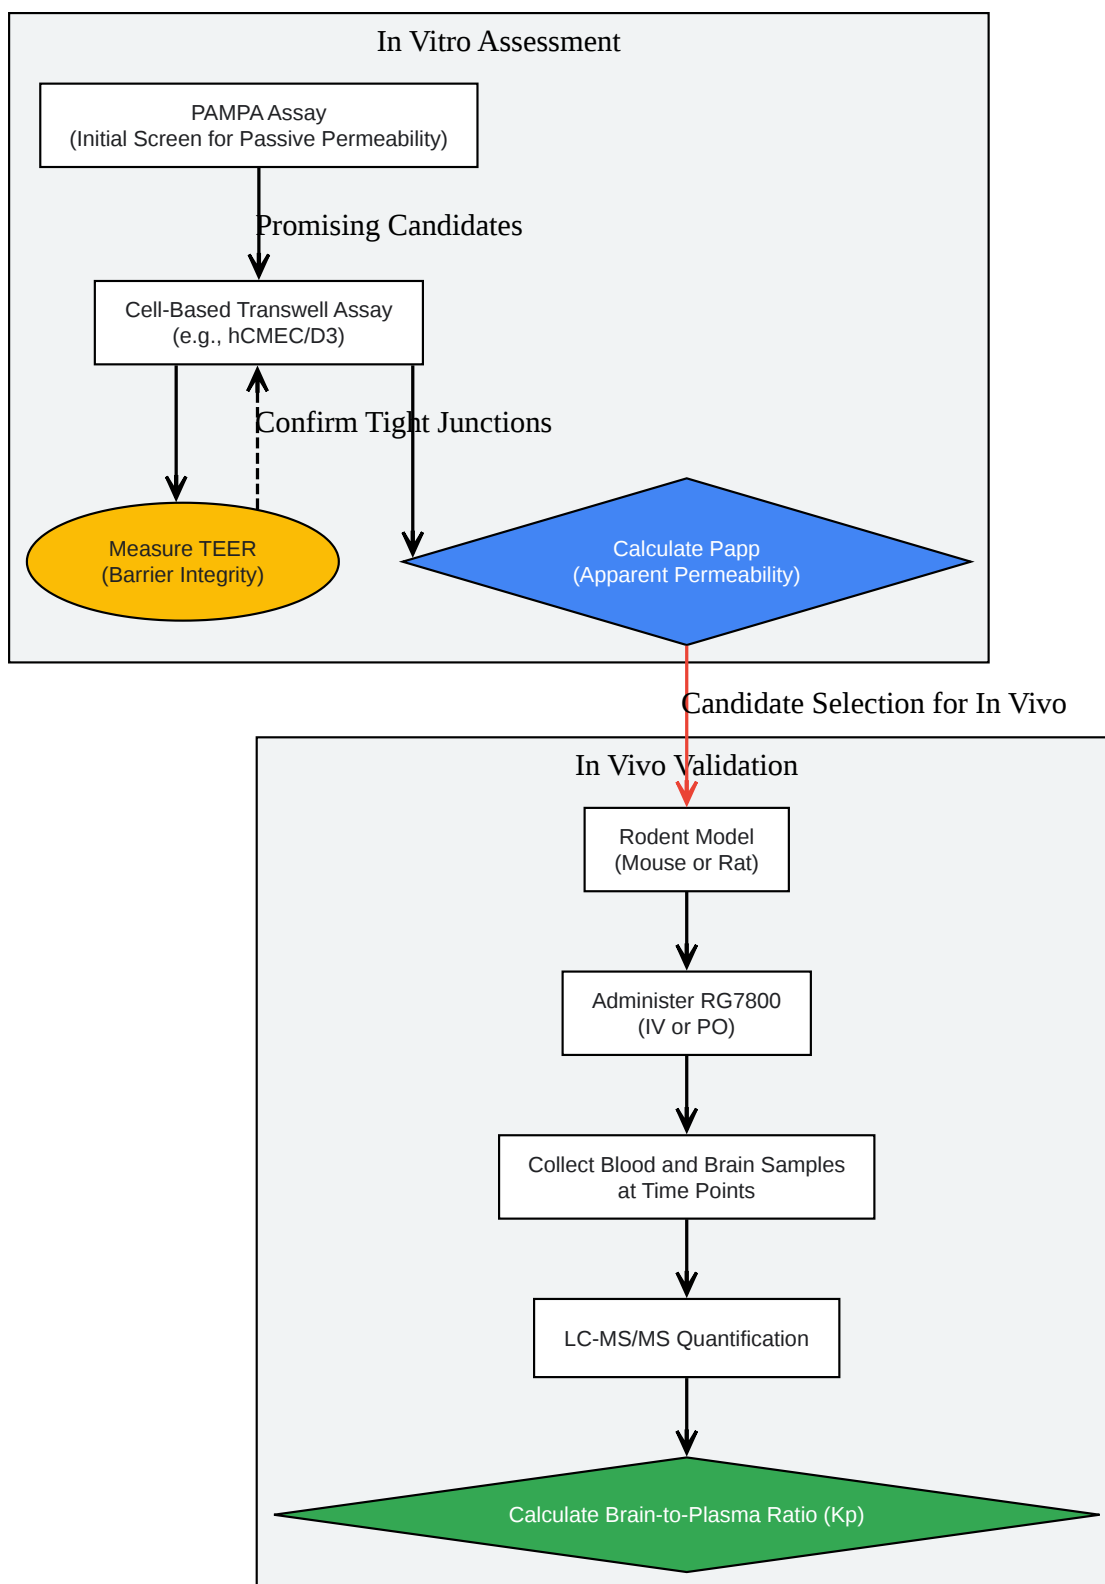 In Vitro Assessment
PAMPA Assay
(Initial Screen for Passive Permeability)
Promising Candidates
Cell-Based Transwell Assay
(e.g., hCMEC/D3)
Confirm Tight Junctions
Measure TEER
(Barrier Integrity)
Calculate Papp
(Apparent Permeability)
Candidate Selection for In Vivo
In Vivo Validation
Rodent Model
(Mouse or Rat)
Administer RG7800
(IV or PO)
Collect Blood and Brain Samples
at Time Points
LC-MS/MS Quantification
Calculate Brain-to-Plasma Ratio (Kp)